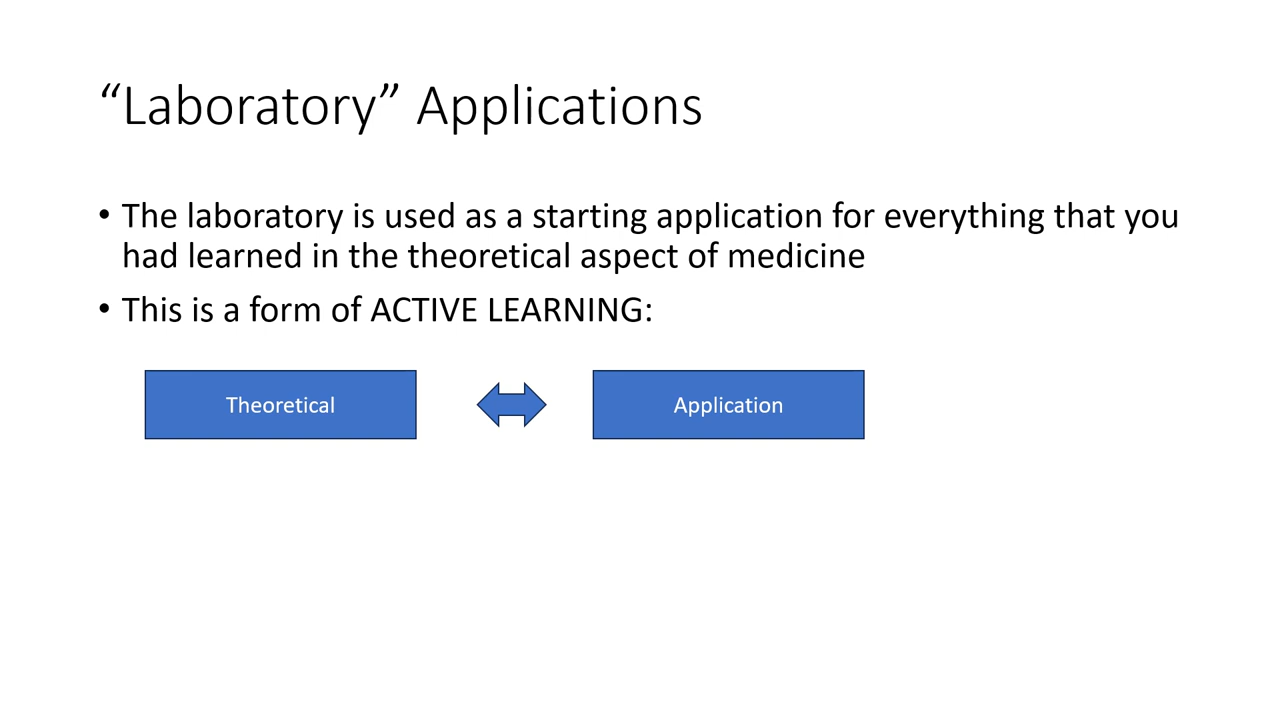 “Laboratory” Applications
• The laboratory is used as a starting application for everything that you
had learned in the theoretical aspect of medicine
• This is a form of ACTIVE LEARNING:
Theoretical
Application